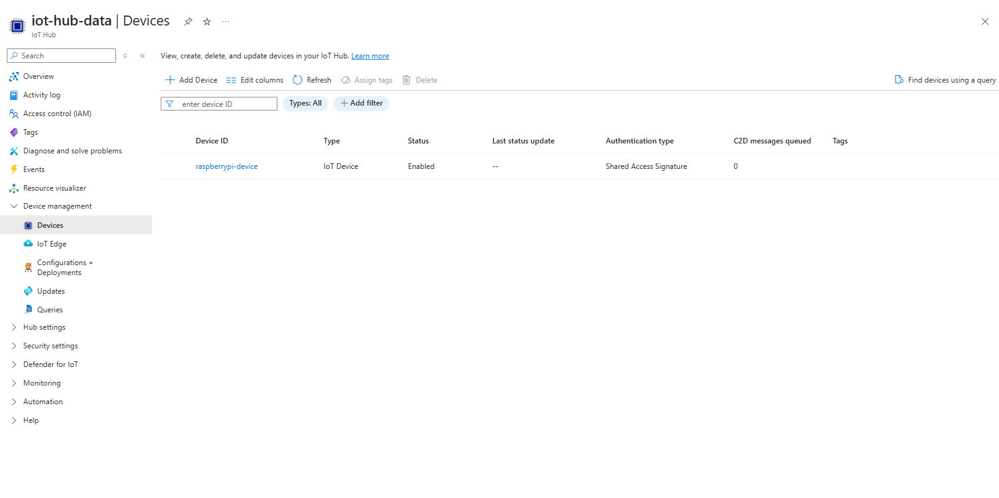 iot-hub-data | Devices
IoT Hub
Search
Overview
Activity log
Access control (IAM)
Tags
Diagnose and solve problems
Events
Resource visualizer
Device management
Devices
IoT Edge
Configurations +
Deployments
Updates
Queries
Hub settings
Security settings
Defender for IoT
Monitoring
Automation
Help
View, create, delete, and update devices in your IoT Hub. Learn more
Add Device Edit columns Refresh Assign tags Delete Find devices using a query
enter device ID Types: All Add filter
Device ID Type Status Last status update Authentication type C2D messages queued Tags
raspberrypi-device IoT Device Enabled -- Shared Access Signature 0